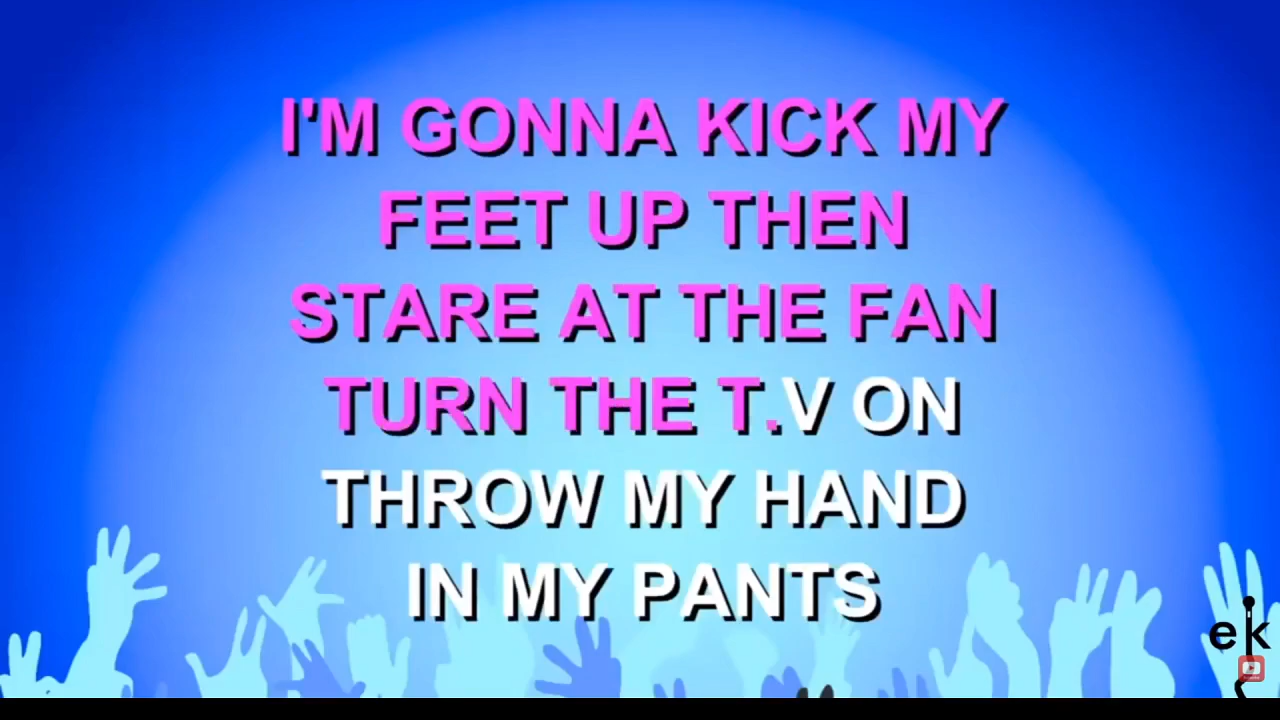 I'M GONNA KICK MY
FEET UP THEN
STARE AT THE FAN
TURN THE T.V ON
THROW MY HAND
IN MY PANTS
ek